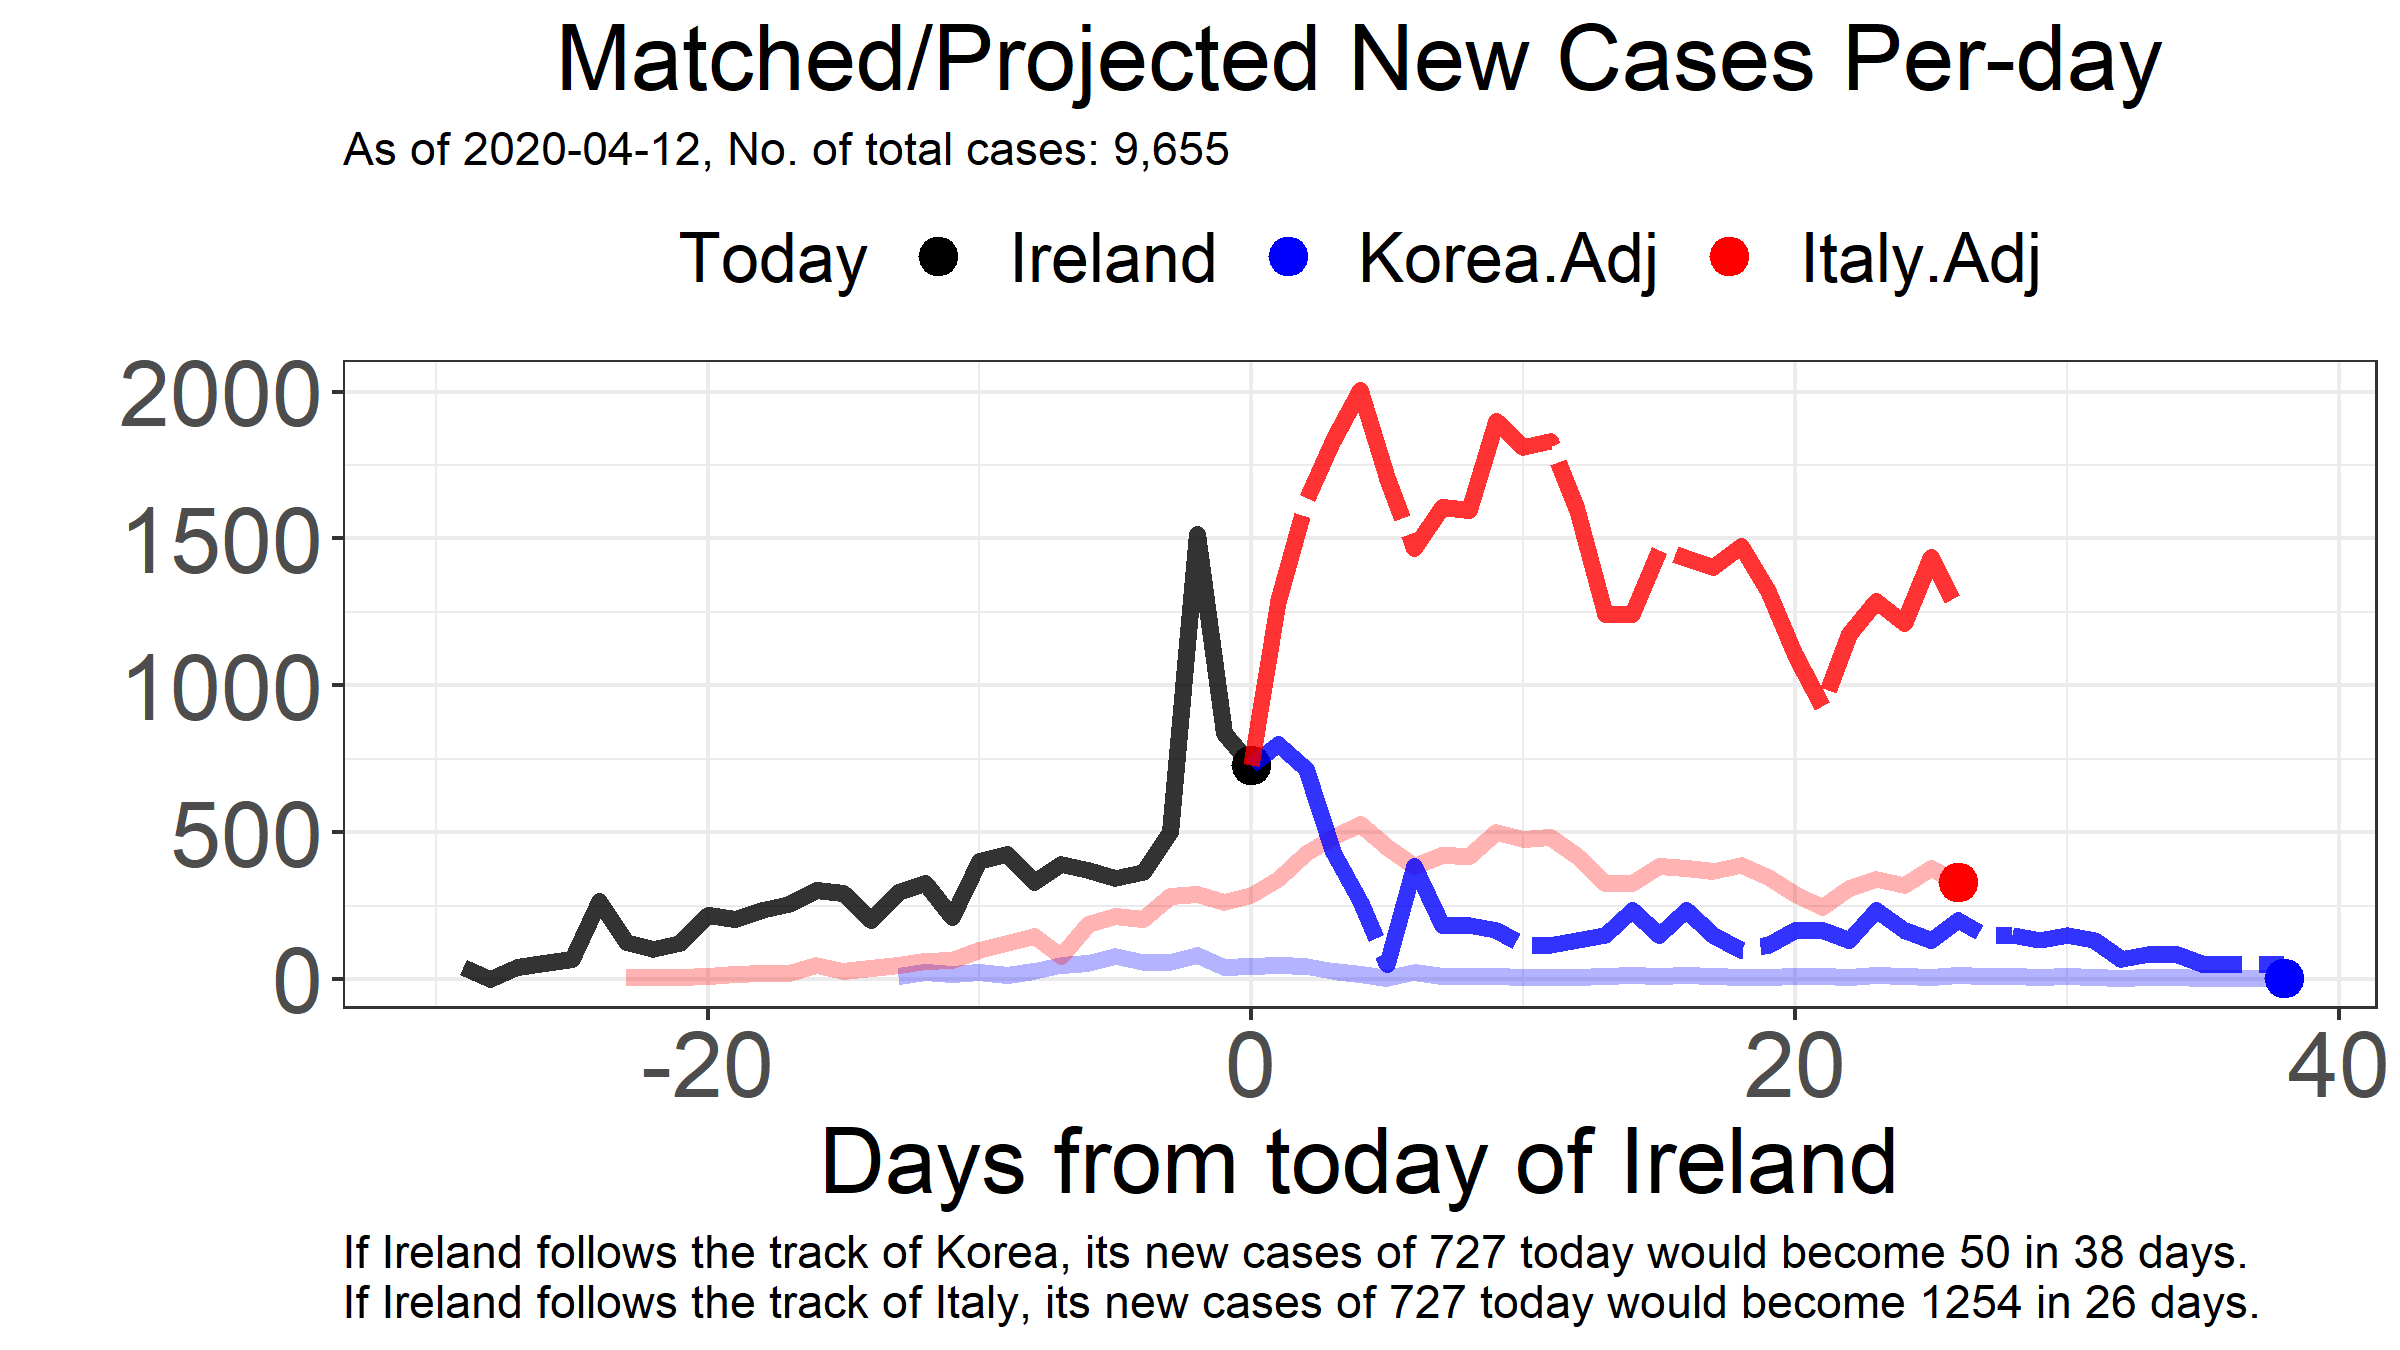 Matched/Projected New Cases Per-day
As of 2020-04-12, No. of total cases: 9,655
Today Ireland Korea.Adj Italy.Adj
2000
1500
1000
500
0
-20 0 20 40
Days from today of Ireland
If Ireland follows the track of Korea, its new cases of 727 today would become 50 in 38 days.
If Ireland follows the track of Italy, its new cases of 727 today would become 1254 in 26 days.